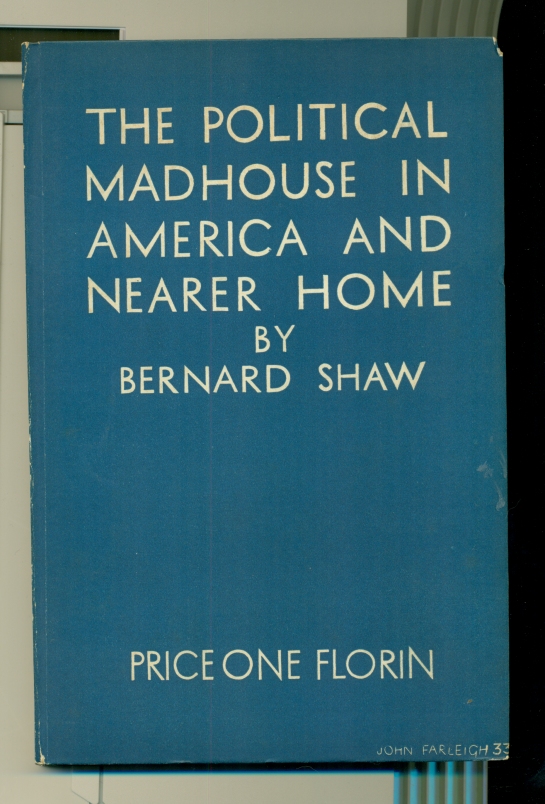 THE POLITICAL
MADHOUSE IN
AMERICA AND
NEARER HOME
BY
BERNARD SHAW
PRICE ONE FLORIN
JOHN FARLEIGH 33